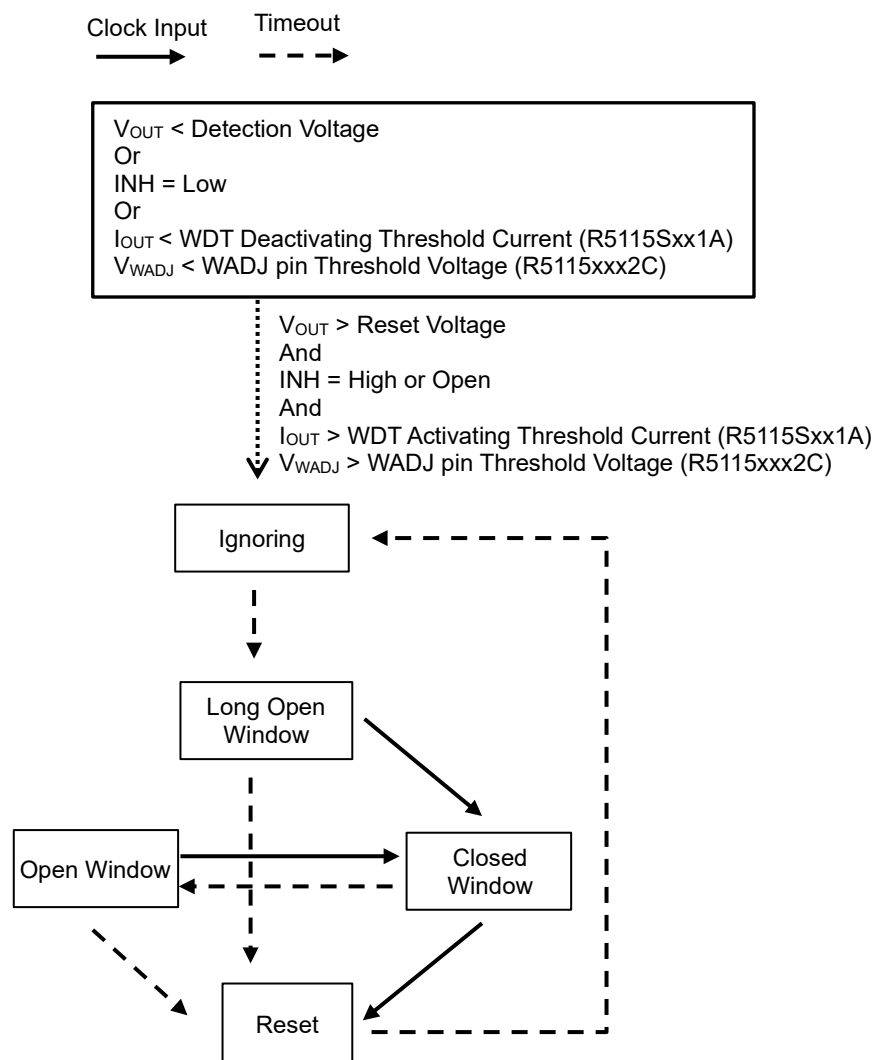 Clock Input
Timeout
VOUT < Detection Voltage
Or
INH = Low
Or
IOUT < WDT Deactivating Threshold Current (R5115Sxx1A)
VWADJ < WADJ pin Threshold Voltage (R5115xxx2C)
VOUT > Reset Voltage
And
INH = High or Open
And
IOUT > WDT Activating Threshold Current (R5115Sxx1A)
VWADJ > WADJ pin Threshold Voltage (R5115xxx2C)
Ignoring
Long Open
Window
Open Window
Closed
Window
Reset